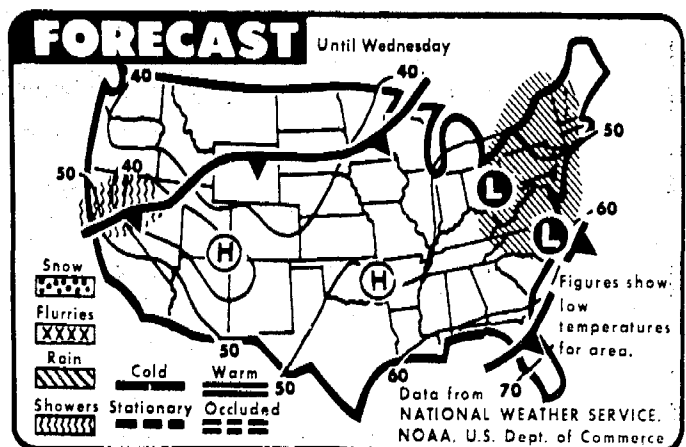 FORECAST
Until Wednesday
40
40
50
50
40
60
L
L
H
H
Snow
Flurries
XXXX
Rain
Showers
Cold
Warm
Stationary
Occluded
50
50
60
70
Figures show
low
temperatures
for area.
Data from
NATIONAL WEATHER SERVICE,
NOAA, U.S. Dept. of Commerce